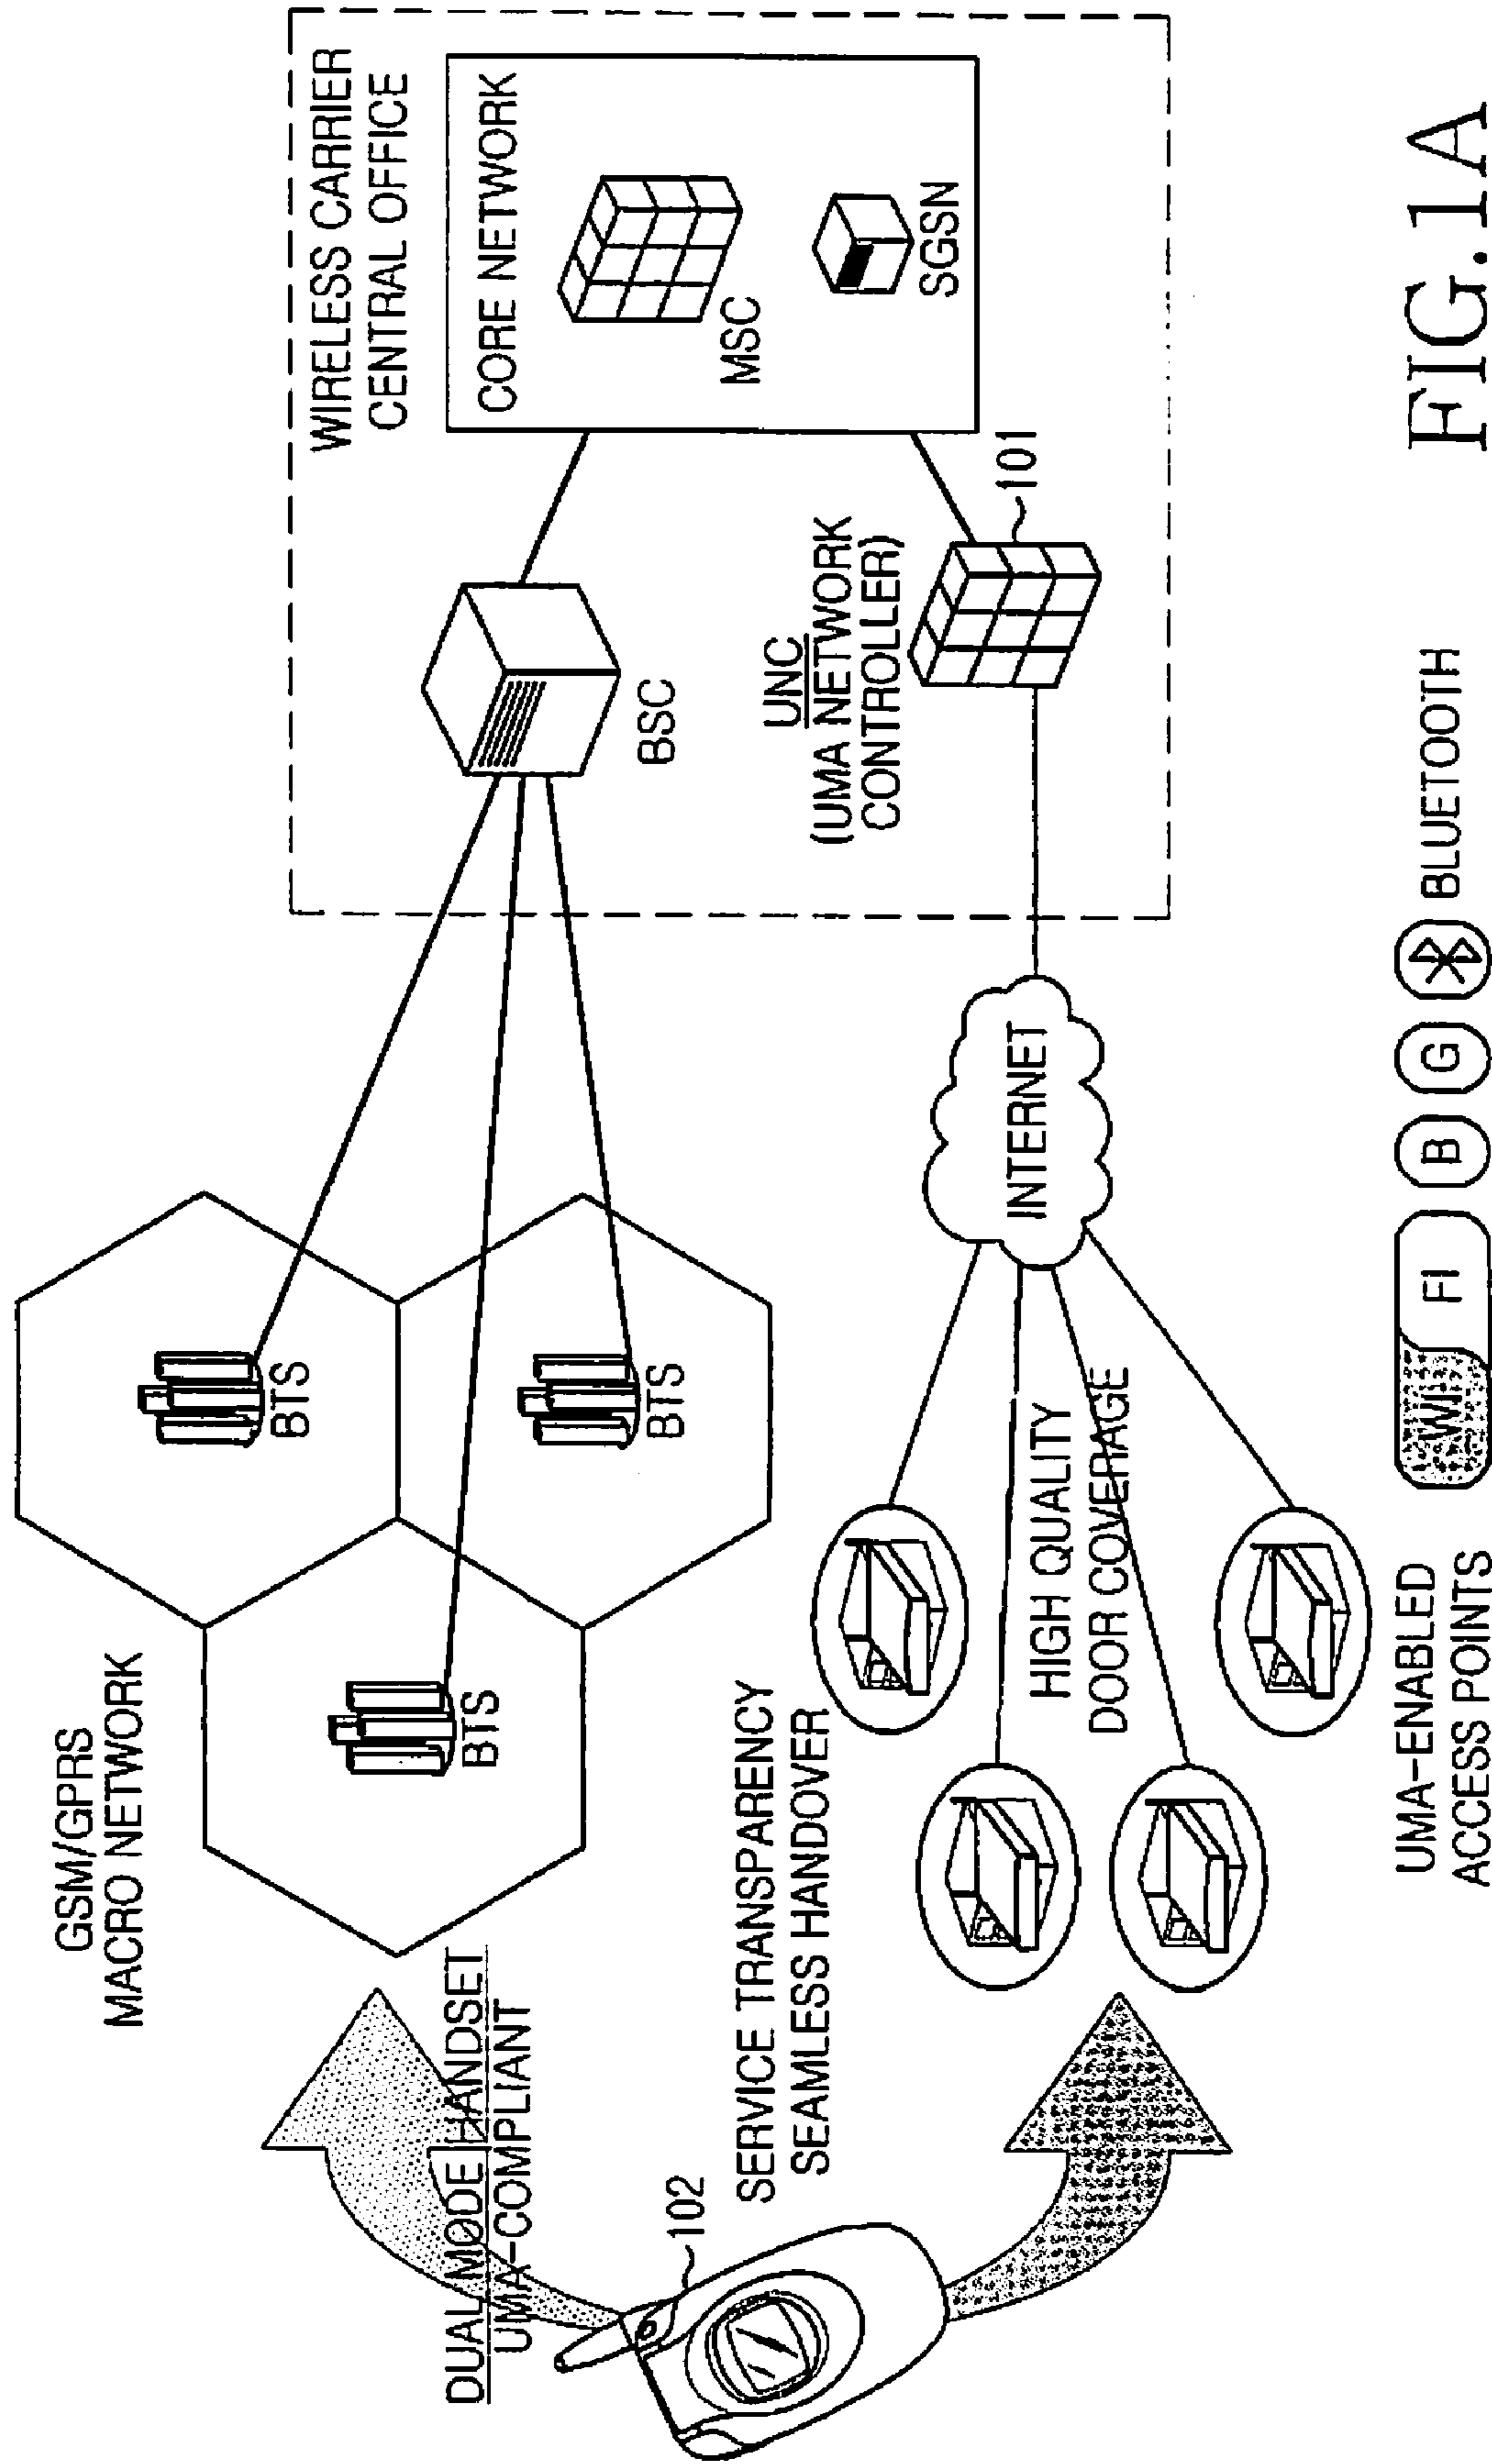 GSM/GPRS
MACRO NETWORK
BTS
BTS
BTS
WIRELESS CARRIER
CENTRAL OFFICE
CORE NETWORK
MSC
SGSN
BSC
DUAL MODE HANDSET
UMA-COMPLIANT
102
SERVICE TRANSPARENCY
SEAMLESS HANDOVER
UNC
(UMA NETWORK
CONTROLLER)
101
INTERNET
HIGH QUALITY
DOOR COVERAGE
UMA-ENABLED
ACCESS POINTS
WI FI B G BLUETOOTH
FIG.1A